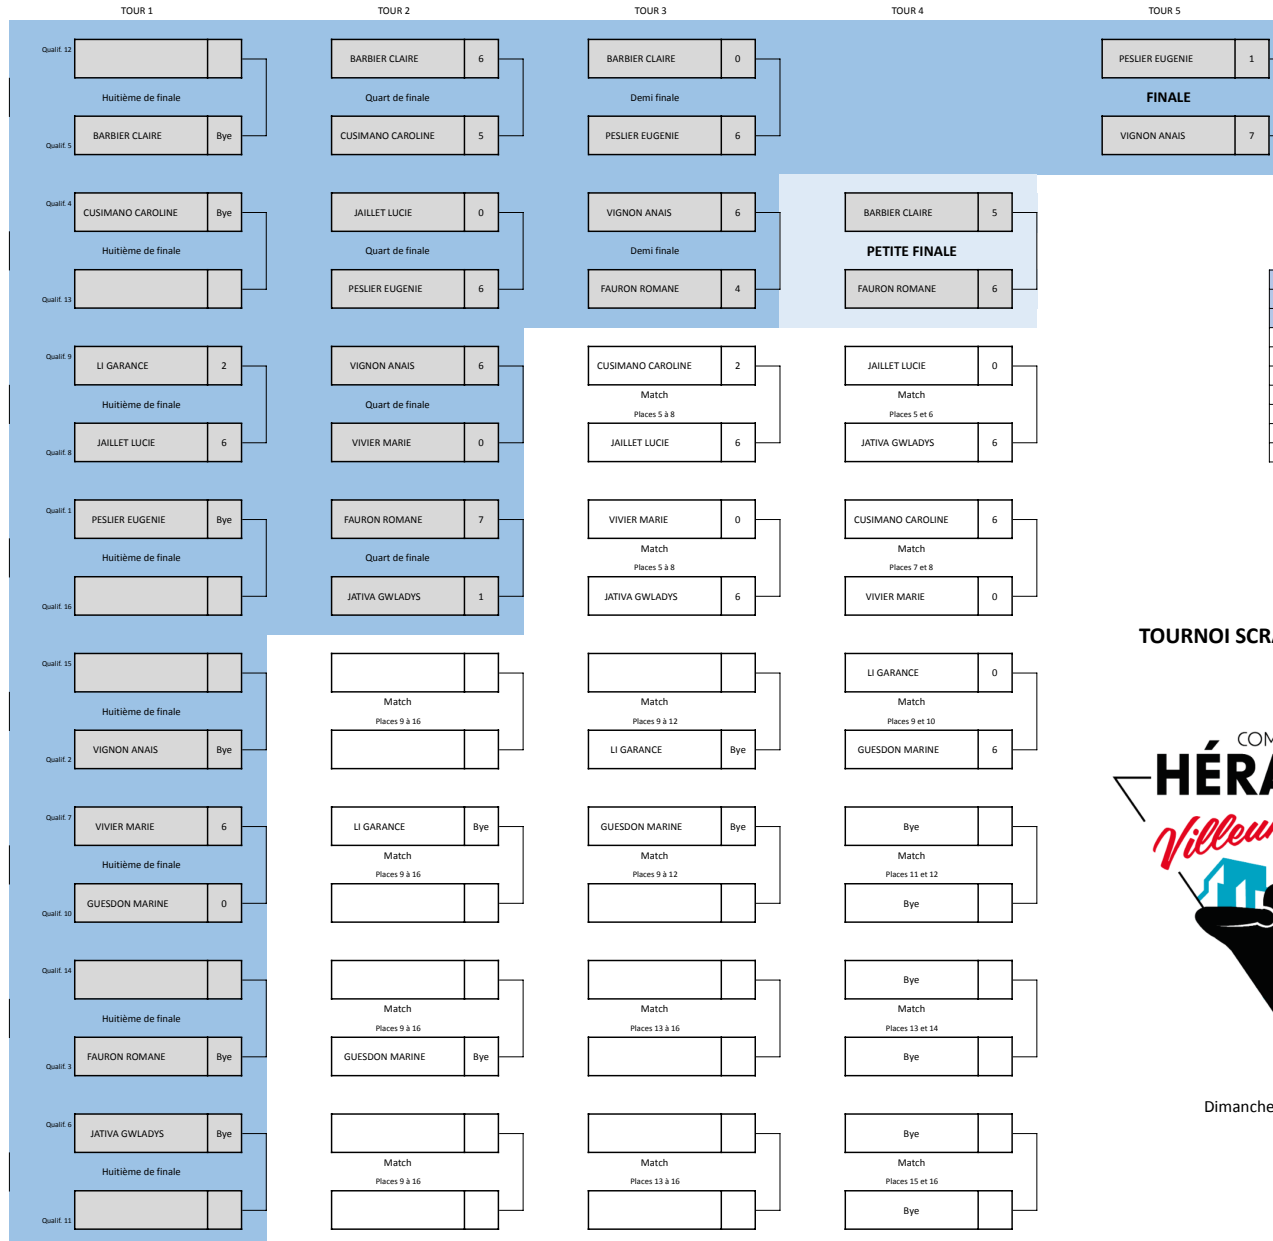 TOUR 1
TOUR 2
TOUR 3
TOUR 4
TOUR 5
Qualif. 12
Huitième de finale
Qualif. 5
BARBIER CLAIRE Bye
Qualif. 4
CUSIMANO CAROLINE Bye
Huitième de finale
Qualif. 13
Qualif. 9
LI GARANCE 2
Huitième de finale
Qualif. 8
JAILLET LUCIE 6
Qualif. 1
PESLIER EUGENIE Bye
Huitième de finale
Qualif. 16
Qualif. 15
Huitième de finale
Qualif. 2
VIGNON ANAIS Bye
Qualif. 7
VIVIER MARIE 6
Huitième de finale
Qualif. 10
GUESDON MARINE 0
Qualif. 14
Huitième de finale
Qualif. 3
FAURON ROMANE Bye
Qualif. 6
JATIVA GWLADYS Bye
Huitième de finale
Qualif. 11
BARBIER CLAIRE 6
Quart de finale
CUSIMANO CAROLINE 5
JAILLET LUCIE 0
Quart de finale
PESLIER EUGENIE 6
VIGNON ANAIS 6
Quart de finale
VIVIER MARIE 0
FAURON ROMANE 7
Quart de finale
JATIVA GWLADYS 1
Match
Places 9 à 16
LI GARANCE Bye
Match
Places 9 à 16
Match
Places 9 à 16
GUESDON MARINE Bye
Match
Places 9 à 16
BARBIER CLAIRE 0
Demi finale
PESLIER EUGENIE 6
VIGNON ANAIS 6
Demi finale
FAURON ROMANE 4
CUSIMANO CAROLINE 2
Match
Places 5 à 8
JAILLET LUCIE 6
VIVIER MARIE 0
Match
Places 5 à 8
JATIVA GWLADYS 6
Match
Places 9 à 12
LI GARANCE Bye
GUESDON MARINE Bye
Match
Places 9 à 12
Match
Places 13 à 16
Match
Places 13 à 16
BARBIER CLAIRE 5
PETITE FINALE
FAURON ROMANE 6
JAILLET LUCIE 0
Match
Places 5 et 6
JATIVA GWLADYS 6
CUSIMANO CAROLINE 6
Match
Places 7 et 8
VIVIER MARIE 0
LI GARANCE 0
Match
Places 9 et 10
GUESDON MARINE 6
Bye
Match
Places 11 et 12
Bye
Bye
Match
Places 13 et 14
Bye
Bye
Match
Places 15 et 16
Bye
PESLIER EUGENIE 1
FINALE
VIGNON ANAIS 7
TOURNOI SCRA
COM
HÉRA
Villeur
Dimanche